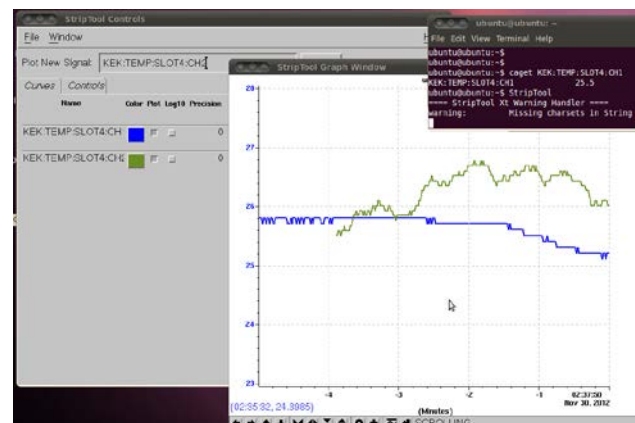 StripTool Controls
File Window
Plot New Signal: KEK:TEMP:SLOT4:CH2
Curves Controls
Name Color Plot Log10 Precision
KEK:TEMP:SLOT4:CH 0
KEK:TEMP:SLOT4:CH2 0
StripTool Graph Window
28
27
26
25
24
23
-4 -3 -2 -1 02:37:50
Nov 30, 2012
(Minutes)
(02:35:32, 24.3985)
SCROLLING
ubuntu@ubuntu: ~
File Edit View Terminal Help
ubuntu@ubuntu:~$
ubuntu@ubuntu:~$
ubuntu@ubuntu:~$ caget KEK:TEMP:SLOT4:CH1
KEK:TEMP:SLOT4:CH1 25.5
ubuntu@ubuntu:~$ StripTool
==== StripTool Xt Warning Handler ====
warning: Missing charsets in String